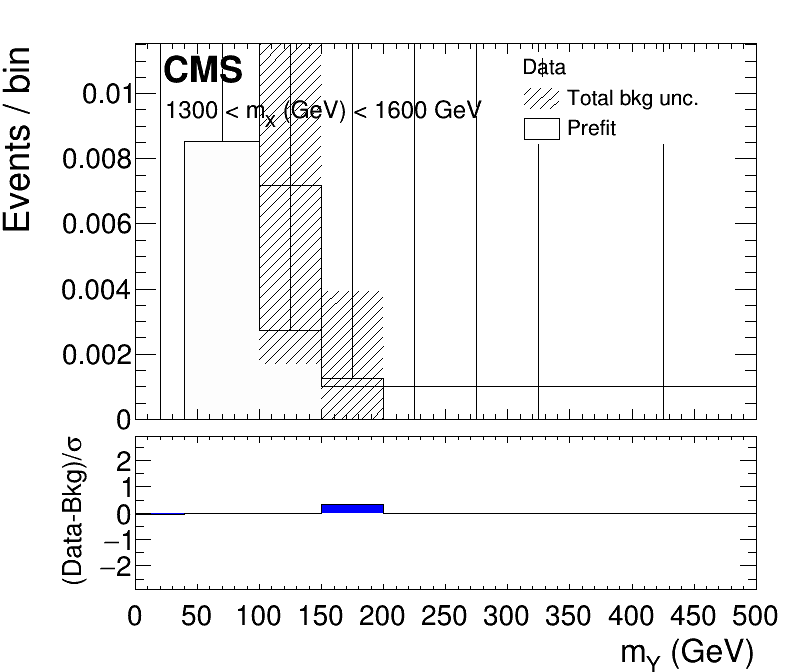 CMS
1300 < mX (GeV) < 1600 GeV
Data
Total bkg unc.
Prefit
Events / bin
0.01
0.008
0.006
0.004
0.002
0
(Data-Bkg)/σ
2
1
0
−1
−2
0 50 100 150 200 250 300 350 400 450 500
mY (GeV)